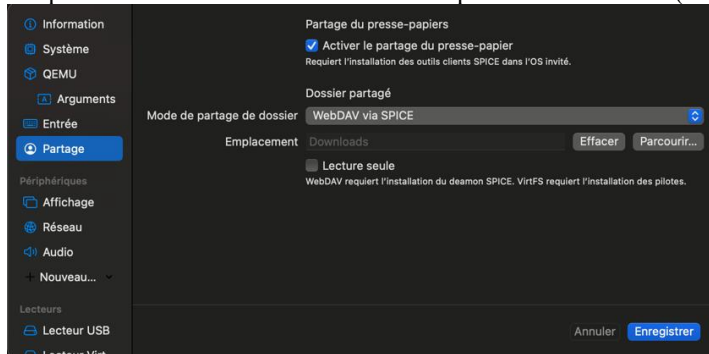 Information
Système
QEMU
Arguments
Entrée
Partage
Périphériques
Affichage
Réseau
Audio
Nouveau...
Lecteurs
Lecteur USB
Partage du presse-papiers
Activer le partage du presse-papier
Requiert l'installation des outils clients SPICE dans l'OS invité.
Dossier partagé
Mode de partage de dossier WebDAV via SPICE
Emplacement Downloads Effacer Parcourir...
Lecture seule
WebDAV requiert l'installation du deamon SPICE. VirtFS requiert l'installation des pilotes.
Annuler Enregistrer